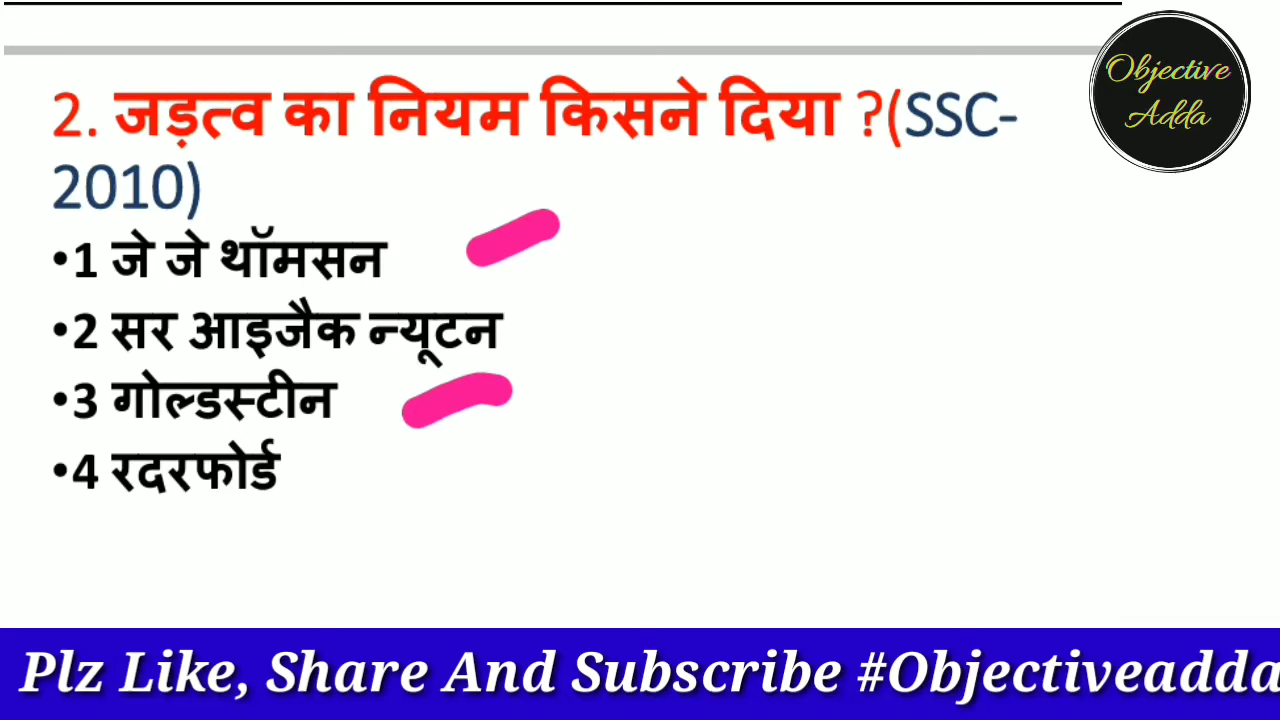 Objective
Adda
2. जड़त्व का नियम किसने दिया ?(SSC-
2010)
•1 जे जे थॉमसन
•2 सर आइजैक न्यूटन
•3 गोल्डस्टीन
•4 रदरफोर्ड
Plz Like, Share And Subscribe #Objectiveadda